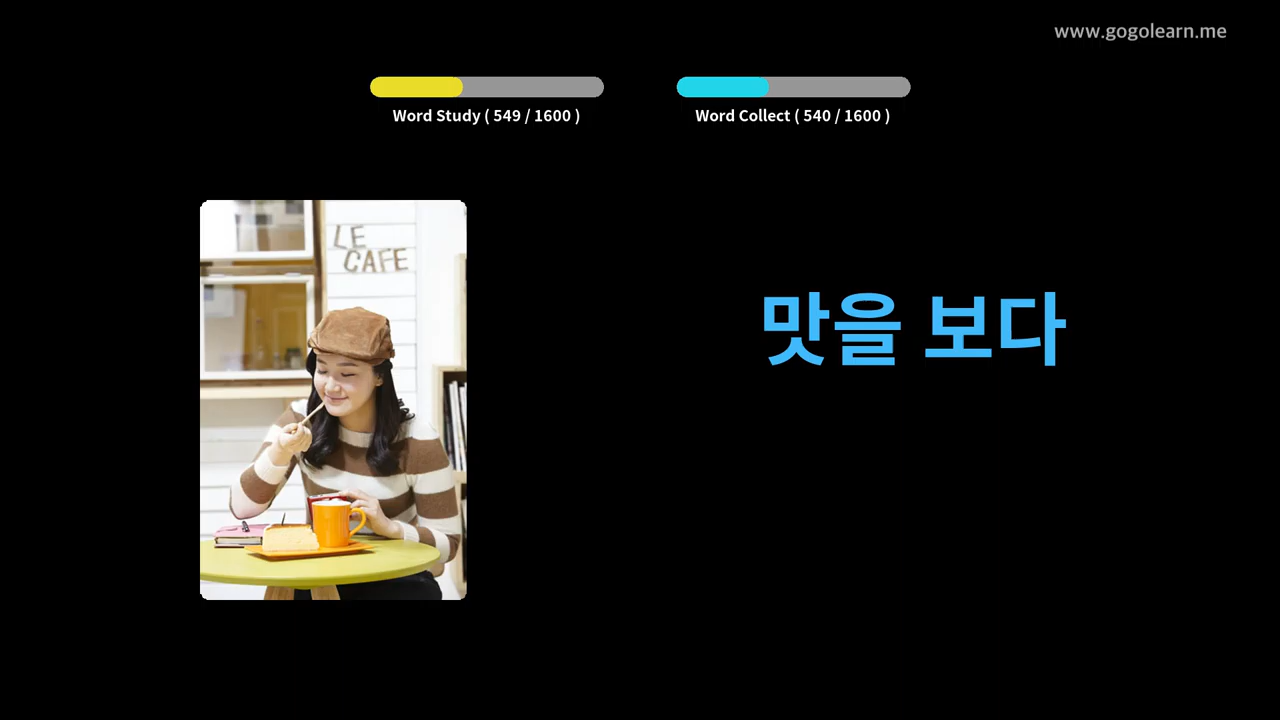 www.gogolearn.me
Word Study ( 549 / 1600 )
Word Collect ( 540 / 1600 )
LE
CAFE
맛을 보다